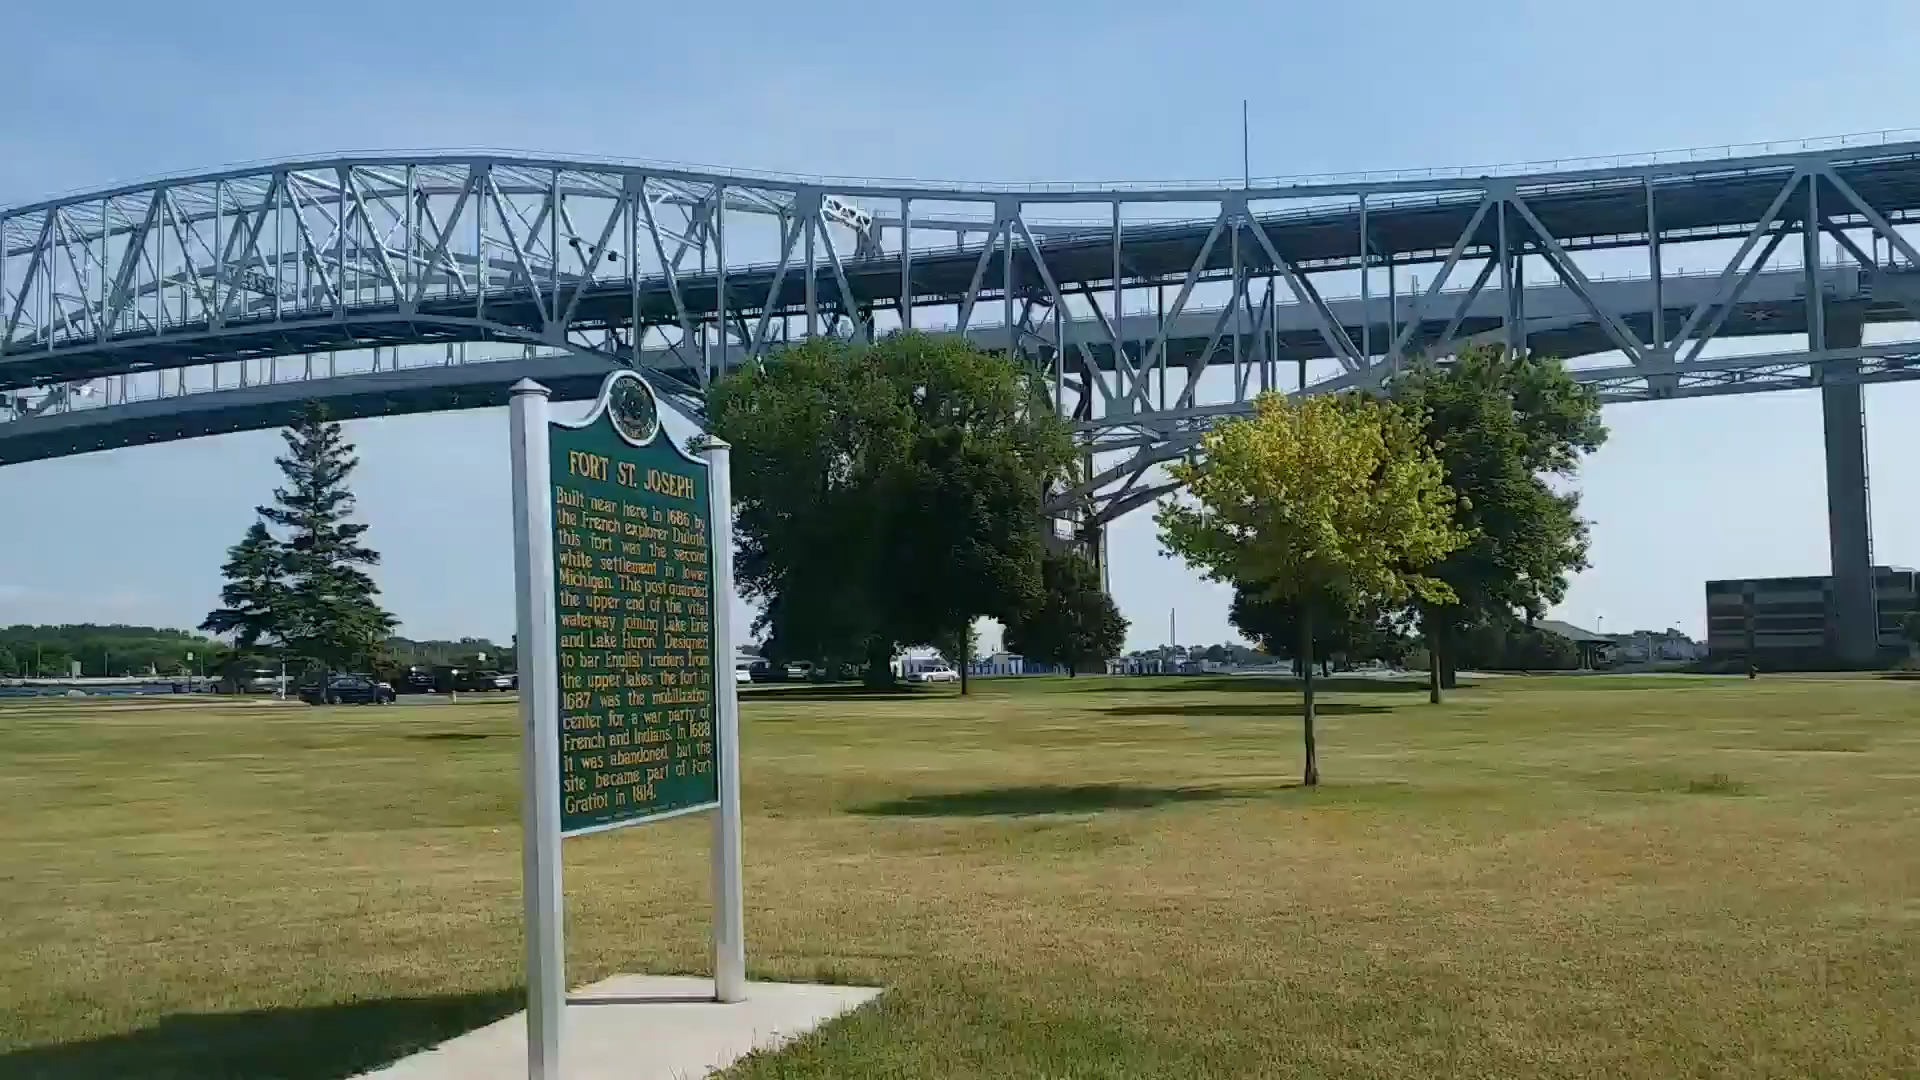 FORT ST. JOSEPH
Built near here in 1686 by
the French explorer Duluth,
this fort was the second
white settlement in lower
Michigan. This post guarded
the upper end of the vital
waterway joining Lake Erie
and Lake Huron. Designed
to bar English traders from
the upper lakes, the fort in
1687 was the mobilization
center for a war party of
French and Indians. In 1688
it was abandoned, but the
site became part of Fort
Gratiot in 1814.